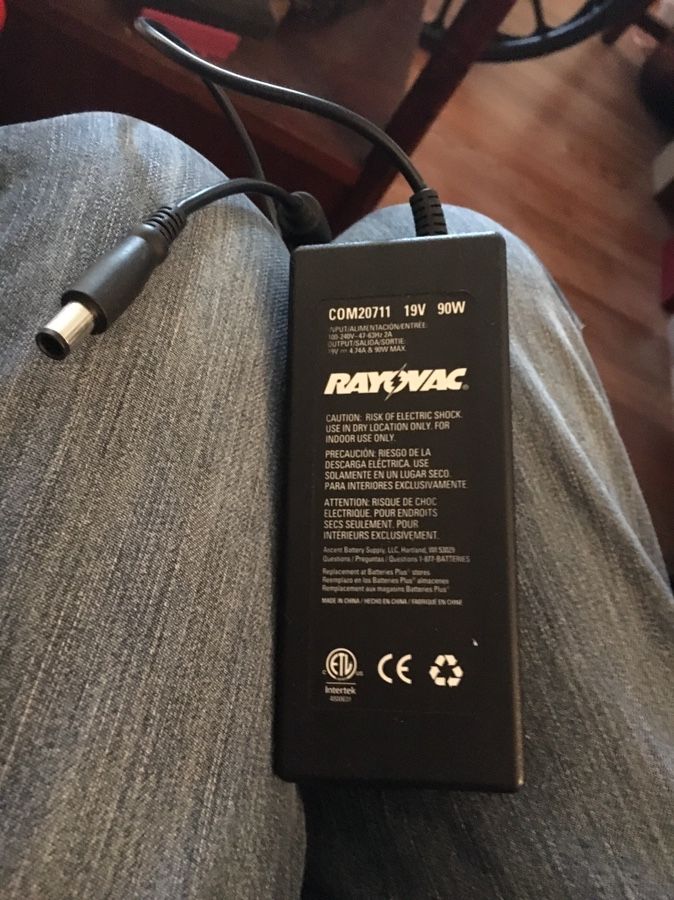 COM20711 19V 90W
INPUT/ALIMENTACIÓN/ENTRÉE:
100-240V~47-63Hz 2A
OUTPUT/SALIDA/SORTIE:
19V 4.74A & 90W MAX.
RAYOVAC®
CAUTION: RISK OF ELECTRIC SHOCK.
USE IN DRY LOCATION ONLY. FOR
INDOOR USE ONLY.
PRECAUCIÓN: RIESGO DE LA
DESCARGA ELÉCTRICA. USE
SOLAMENTE EN UN LUGAR SECO.
PARA INTERIORES EXCLUSIVAMENTE.
ATTENTION: RISQUE DE CHOC
ELECTRIQUE. POUR ENDROITS
SECS SEULEMENT. POUR
INTERIEURS EXCLUSIVEMENT.
Ascent Battery Supply, LLC, Hartland, WI 53029
Questions / Preguntas / Questions 1-877-BATTERIES
Replacement at Batteries Plus® stores
Reemplazo en los Batteries Plus® almacenes
Remplacement aux magasins Batteries Plus®
MADE IN CHINA / HECHO EN CHINA / FABRIQUÉ EN CHINE
C ETL US CE
Intertek